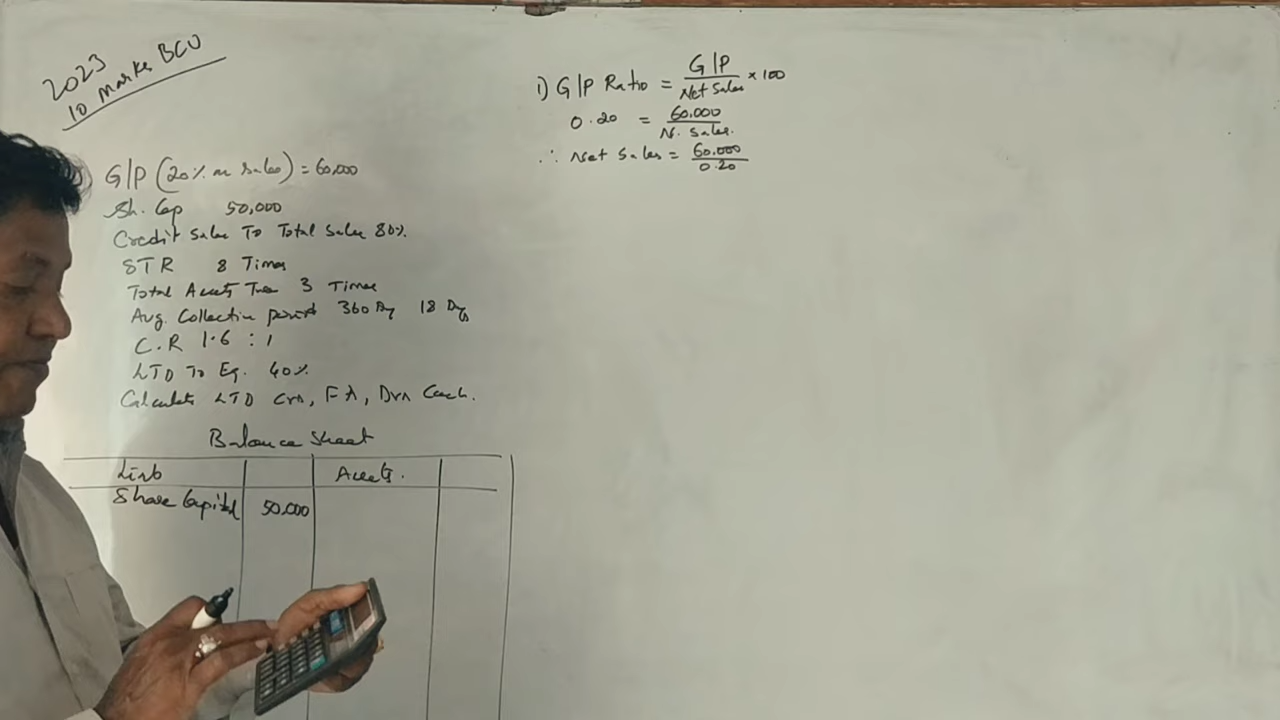 2023
10 Marks BCU
G/P (20% on Sales) = 60,000
Sh. Cap 50,000
Credit Sales To Total Sales 80%
STR 8 Times
Total Assets Turn 3 Times
Avg. Collection period 360 Dy 18 Dys
C.R 1.6 : 1
LTD To Eq. 40%
Calculate LTD Crs, FA, Drs Cash.
Balance Sheet
Liab Assets.
Share Capital 50,000
1) G/P Ratio = G/P / Net Sales × 100
0.20 = 60,000 / N. Sales.
∴ Net Sales = 60,000 / 0.20